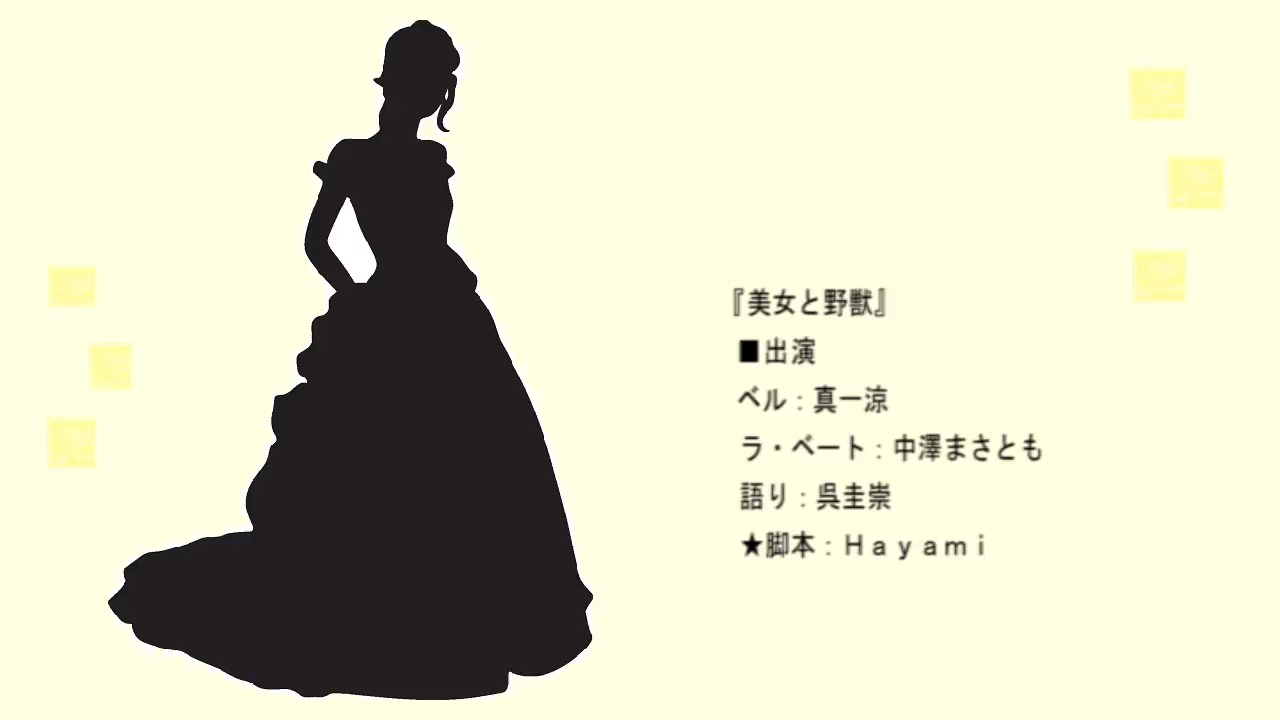 『美女と野獣』
■出演
ベル：真一涼
ラ・ベート：中澤まさとも
語り：呉圭崇
★脚本：Ｈａｙａｍｉ